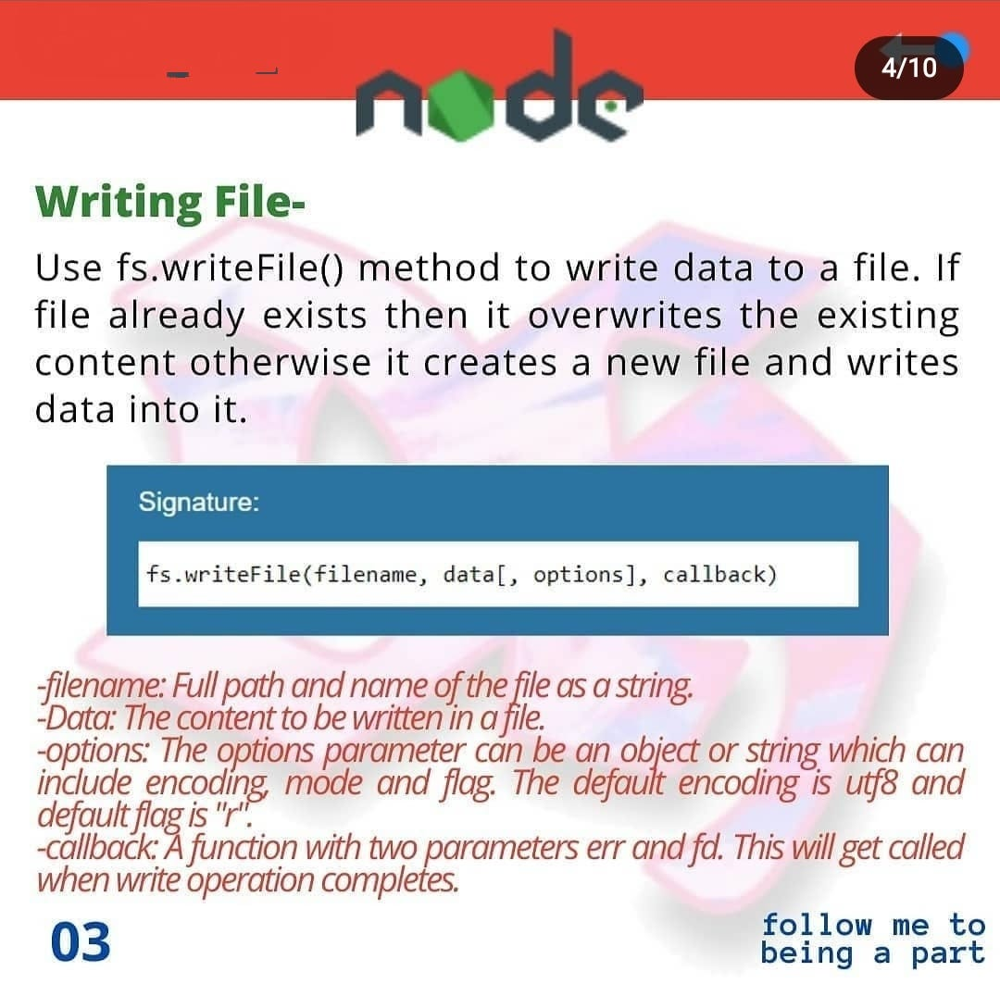 4/10
node
Writing File-
Use fs.writeFile() method to write data to a file. If
file already exists then it overwrites the existing
content otherwise it creates a new file and writes
data into it.
Signature:
fs.writeFile(filename, data[, options], callback)
-filename: Full path and name of the file as a string.
-Data: The content to be written in a file.
-options: The options parameter can be an object or string which can
include encoding, mode and flag. The default encoding is utf8 and
default flag is "r".
-callback: A function with two parameters err and fd. This will get called
when write operation completes.
03
follow me to
being a part